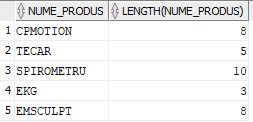 NUME_PRODUS LENGTH(NUME_PRODUS)
1 CPMOTION 8
2 TECAR 5
3 SPIROMETRU 10
4 EKG 3
5 EMSCULPT 8